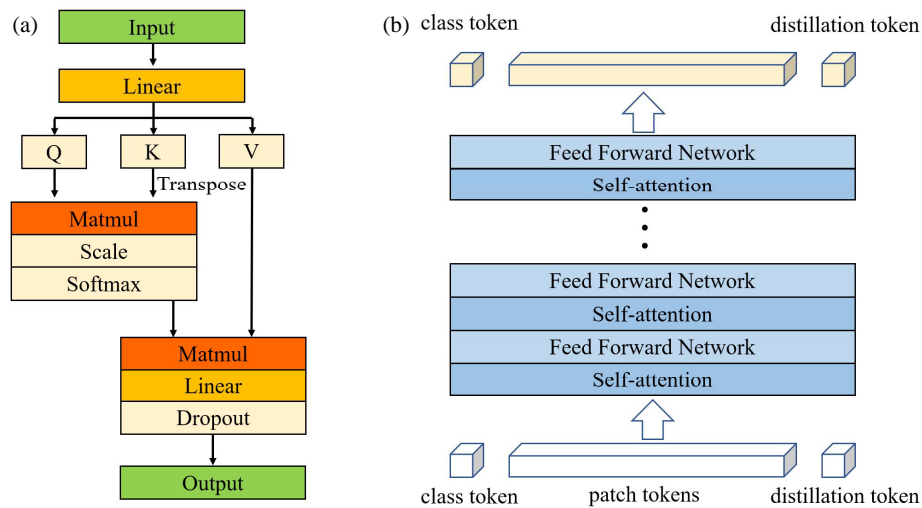 (a)
Input
Linear
Q
K
V
Transpose
Matmul
Scale
Softmax
Matmul
Linear
Dropout
Output
(b)
class token
distillation token
Feed Forward Network
Self-attention
Feed Forward Network
Self-attention
Feed Forward Network
Self-attention
class token
patch tokens
distillation token